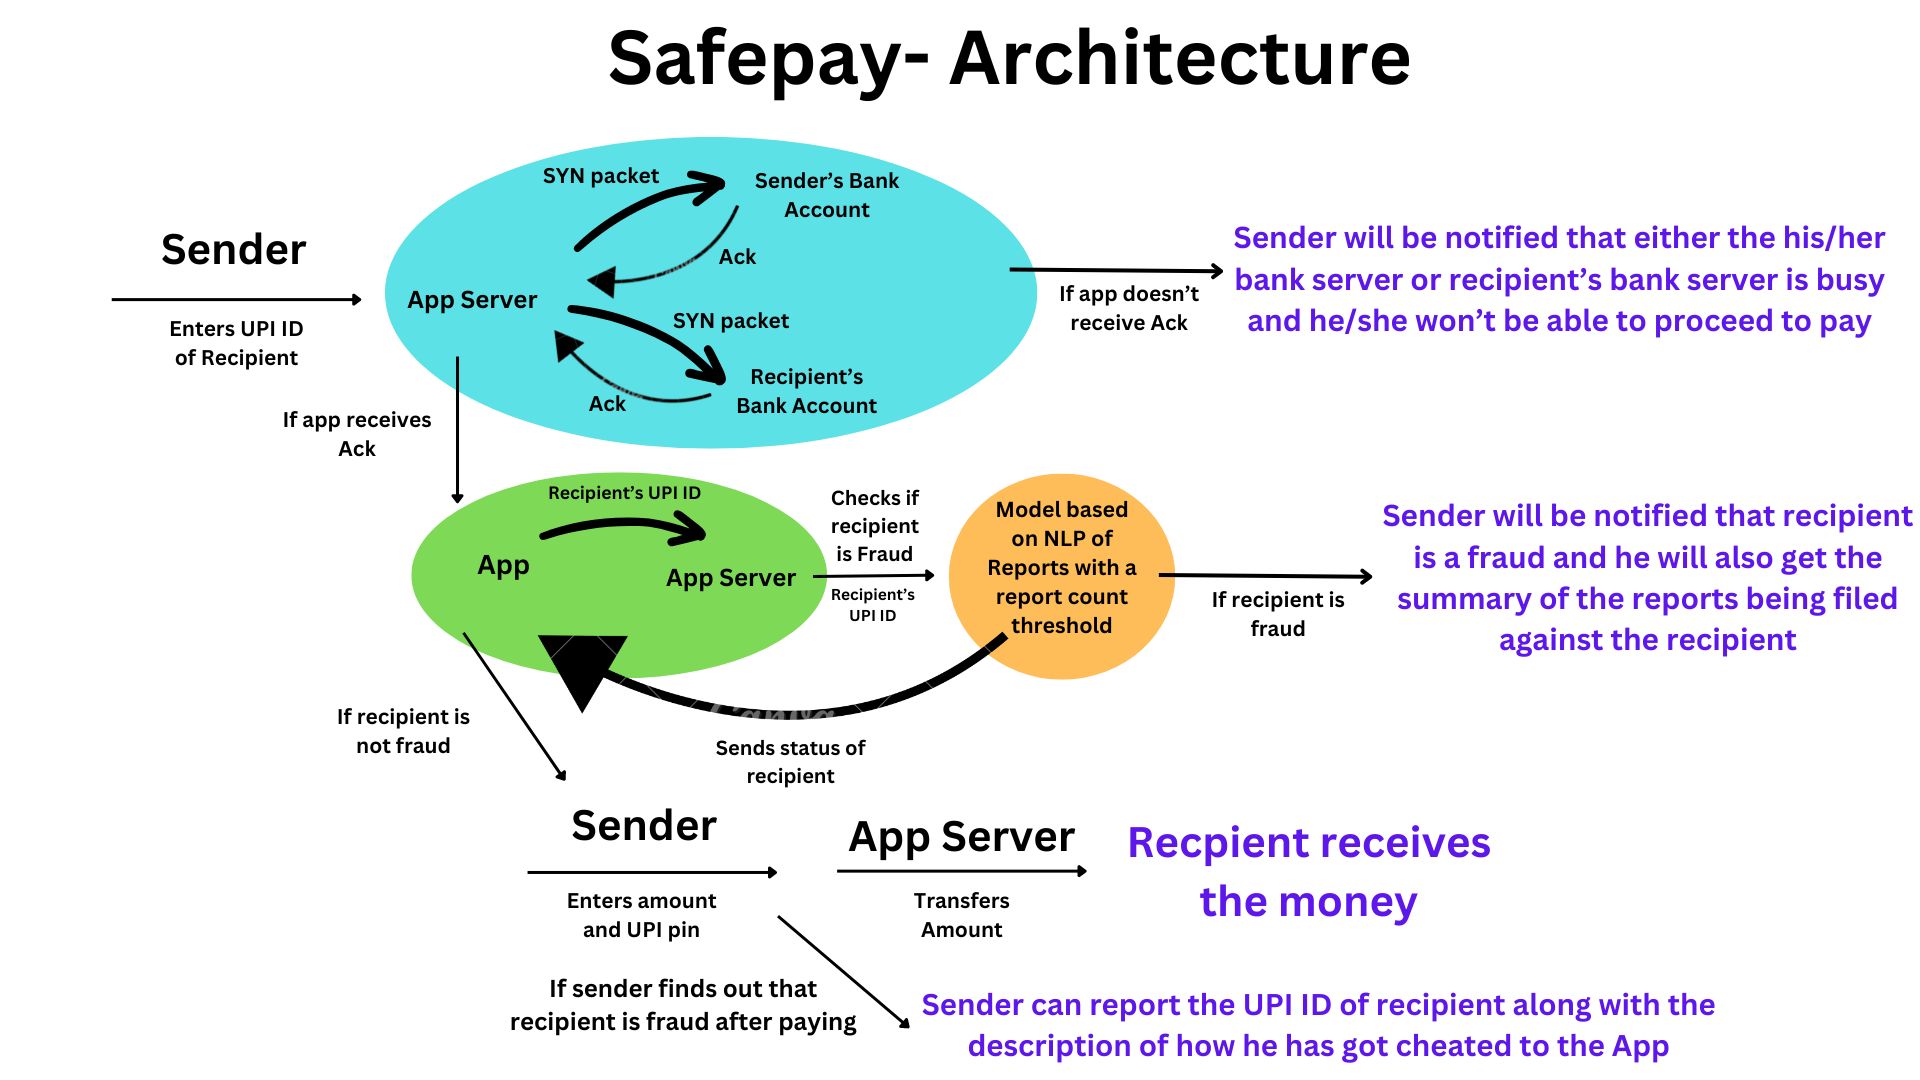 Safepay- Architecture
SYN packet
Sender's Bank
Account
Ack
Sender
Enters UPI ID
of Recipient
App Server
SYN packet
Recipient's
Bank Account
Ack
If app doesn't
receive Ack
Sender will be notified that either the his/her
bank server or recipient's bank server is busy
and he/she won't be able to proceed to pay
If app receives
Ack
Recipient's UPI ID
App
App Server
Checks if
recipient
is Fraud
Recipient's
UPI ID
Model based
on NLP of
Reports with a
report count
threshold
If recipient is
fraud
Sender will be notified that recipient
is a fraud and he will also get the
summary of the reports being filed
against the recipient
If recipient is
not fraud
Canva
Sends status of
recipient
Sender
Enters amount
and UPI pin
App Server
Transfers
Amount
Recpient receives
the money
If sender finds out that
recipient is fraud after paying
Sender can report the UPI ID of recipient along with the
description of how he has got cheated to the App